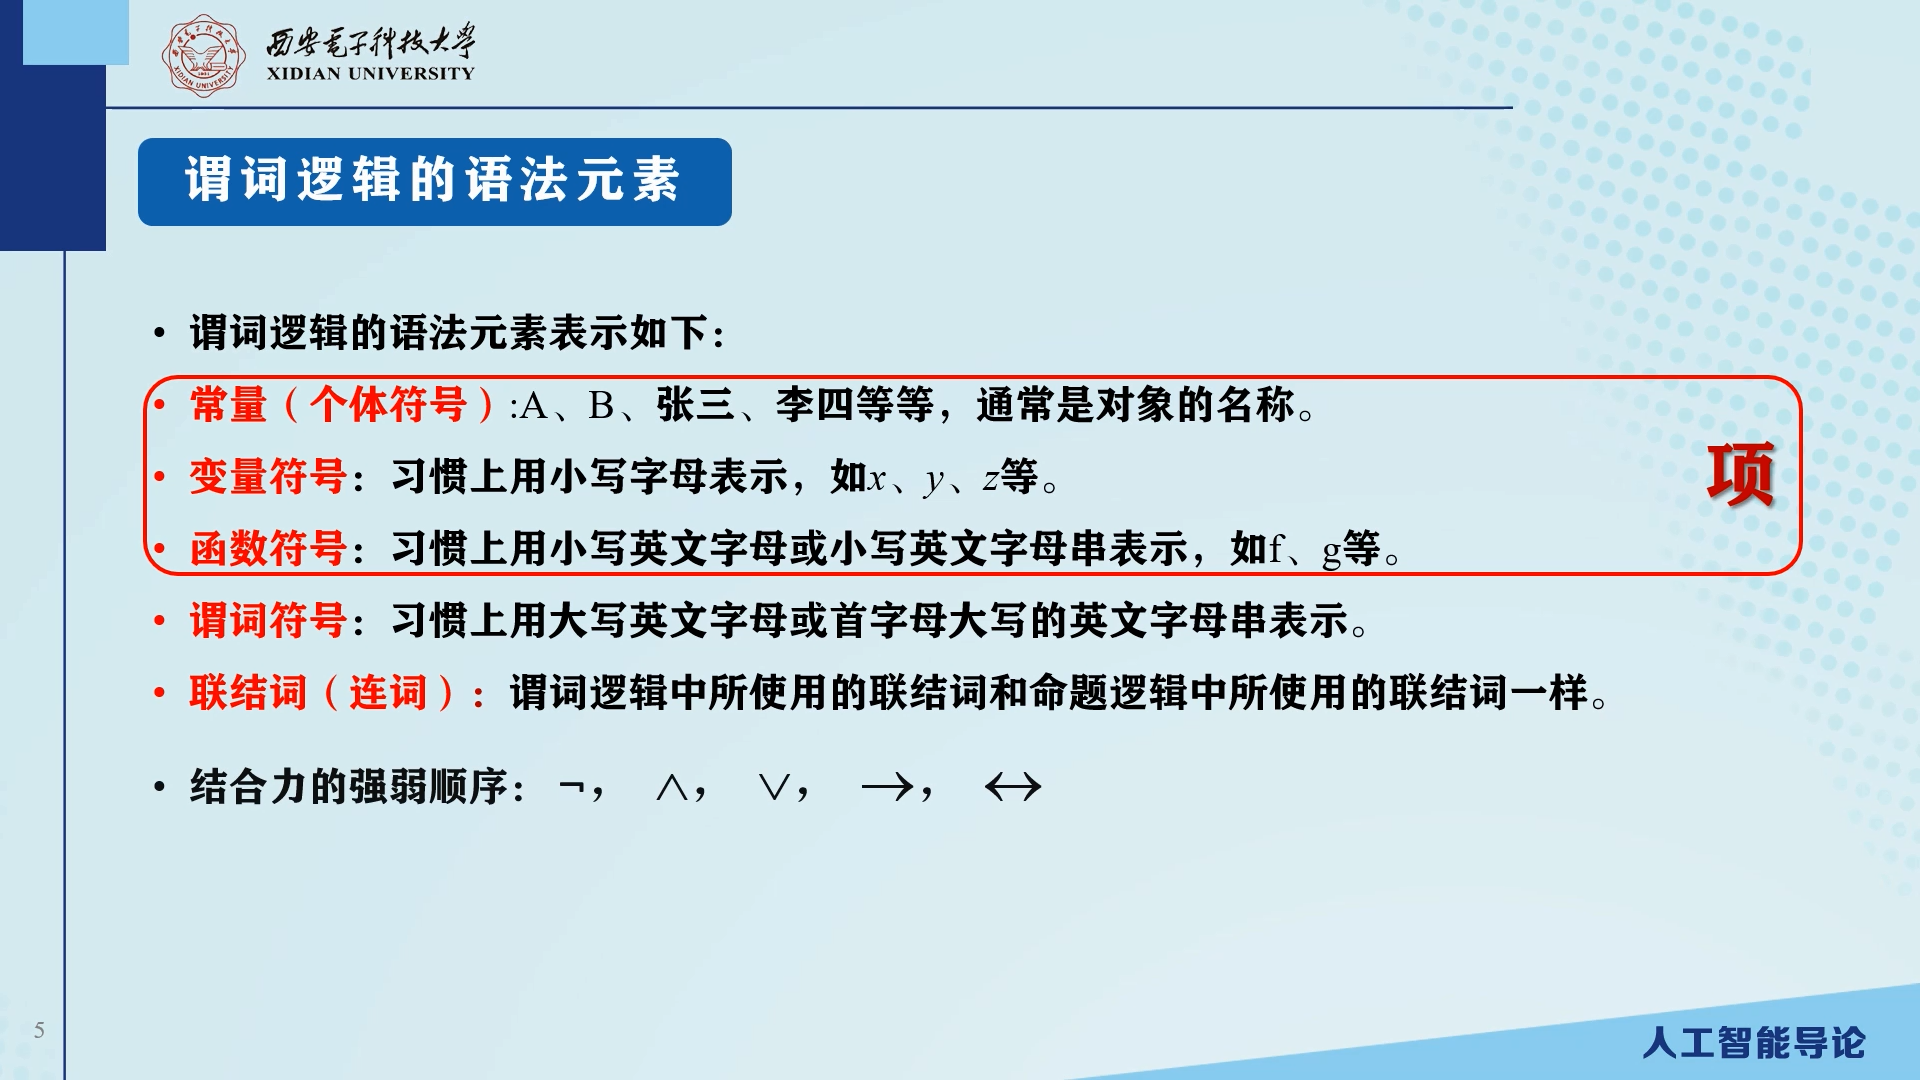 西安电子科技大学
XIDIAN UNIVERSITY
谓词逻辑的语法元素
• 谓词逻辑的语法元素表示如下：
• 常量（个体符号）:A、B、张三、李四等等，通常是对象的名称。
• 变量符号：习惯上用小写字母表示，如x、y、z等。
• 函数符号：习惯上用小写英文字母或小写英文字母串表示，如f、g等。
项
• 谓词符号：习惯上用大写英文字母或首字母大写的英文字母串表示。
• 联结词（连词）：谓词逻辑中所使用的联结词和命题逻辑中所使用的联结词一样。
• 结合力的强弱顺序：¬， ∧， ∨， →， ↔
5
人工智能导论